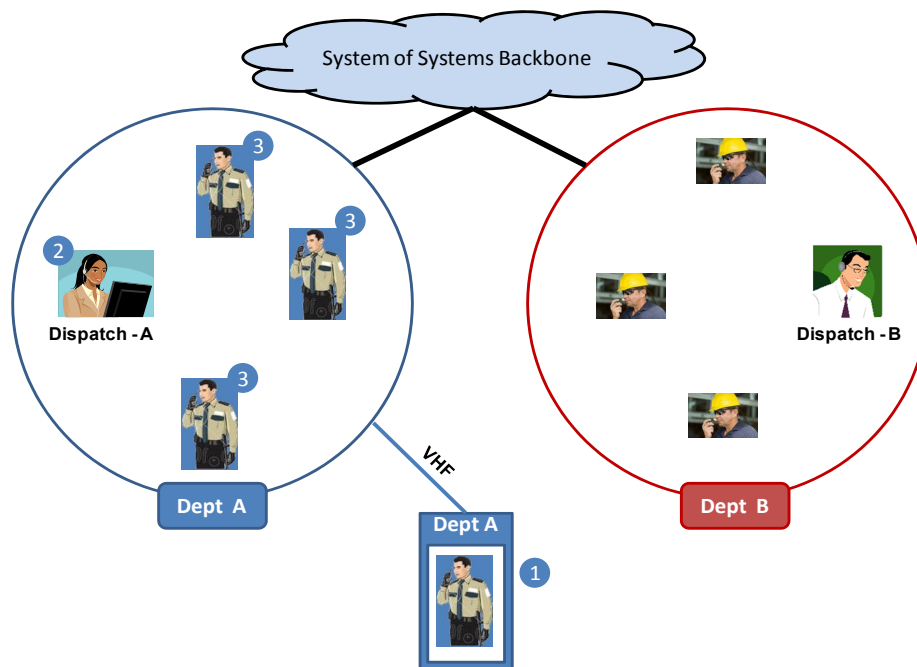 System of Systems Backbone
3
3
2
Dispatch - A
Dispatch - B
3
VHF
Dept A
Dept B
Dept A
1